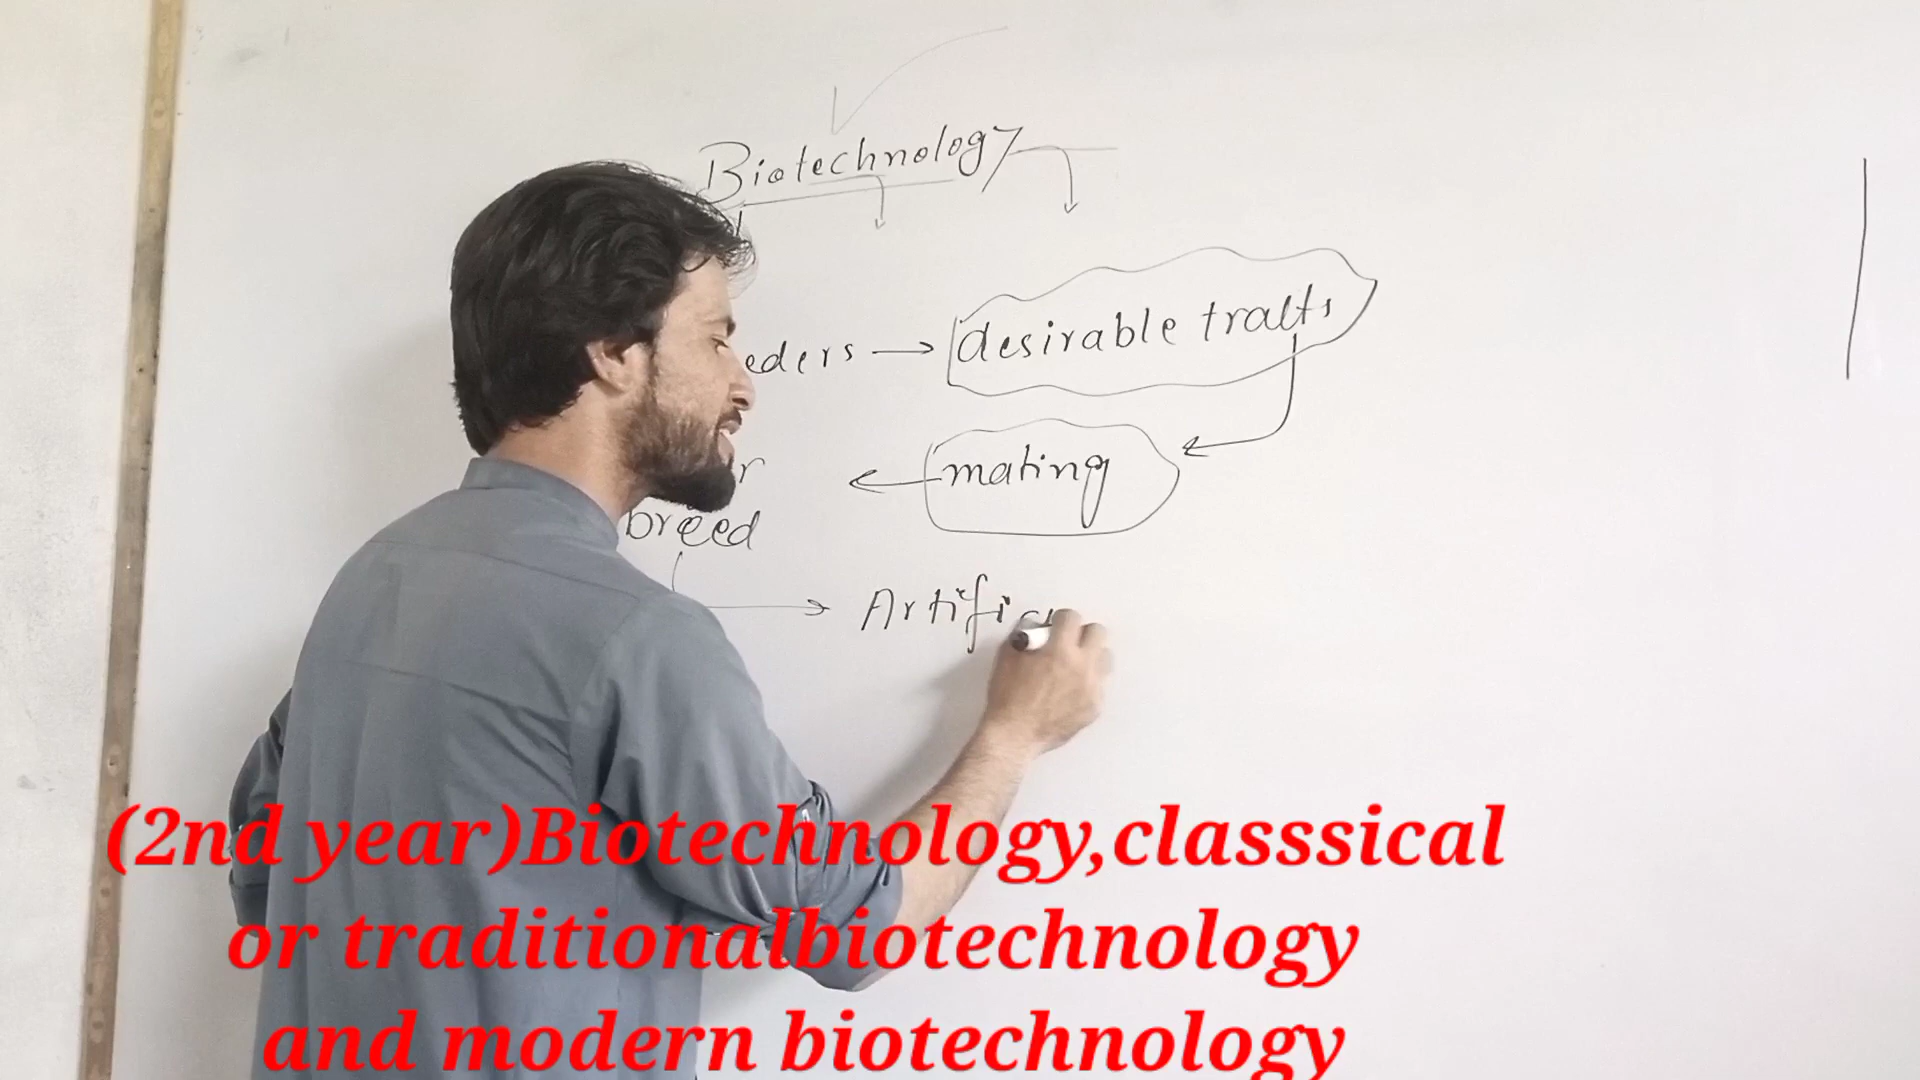 Biotechnology
eders → desirable traits
r ← mating
breed
→ Artific
(2nd year)Biotechnology,classsical
or traditionalbiotechnology
and modern biotechnology